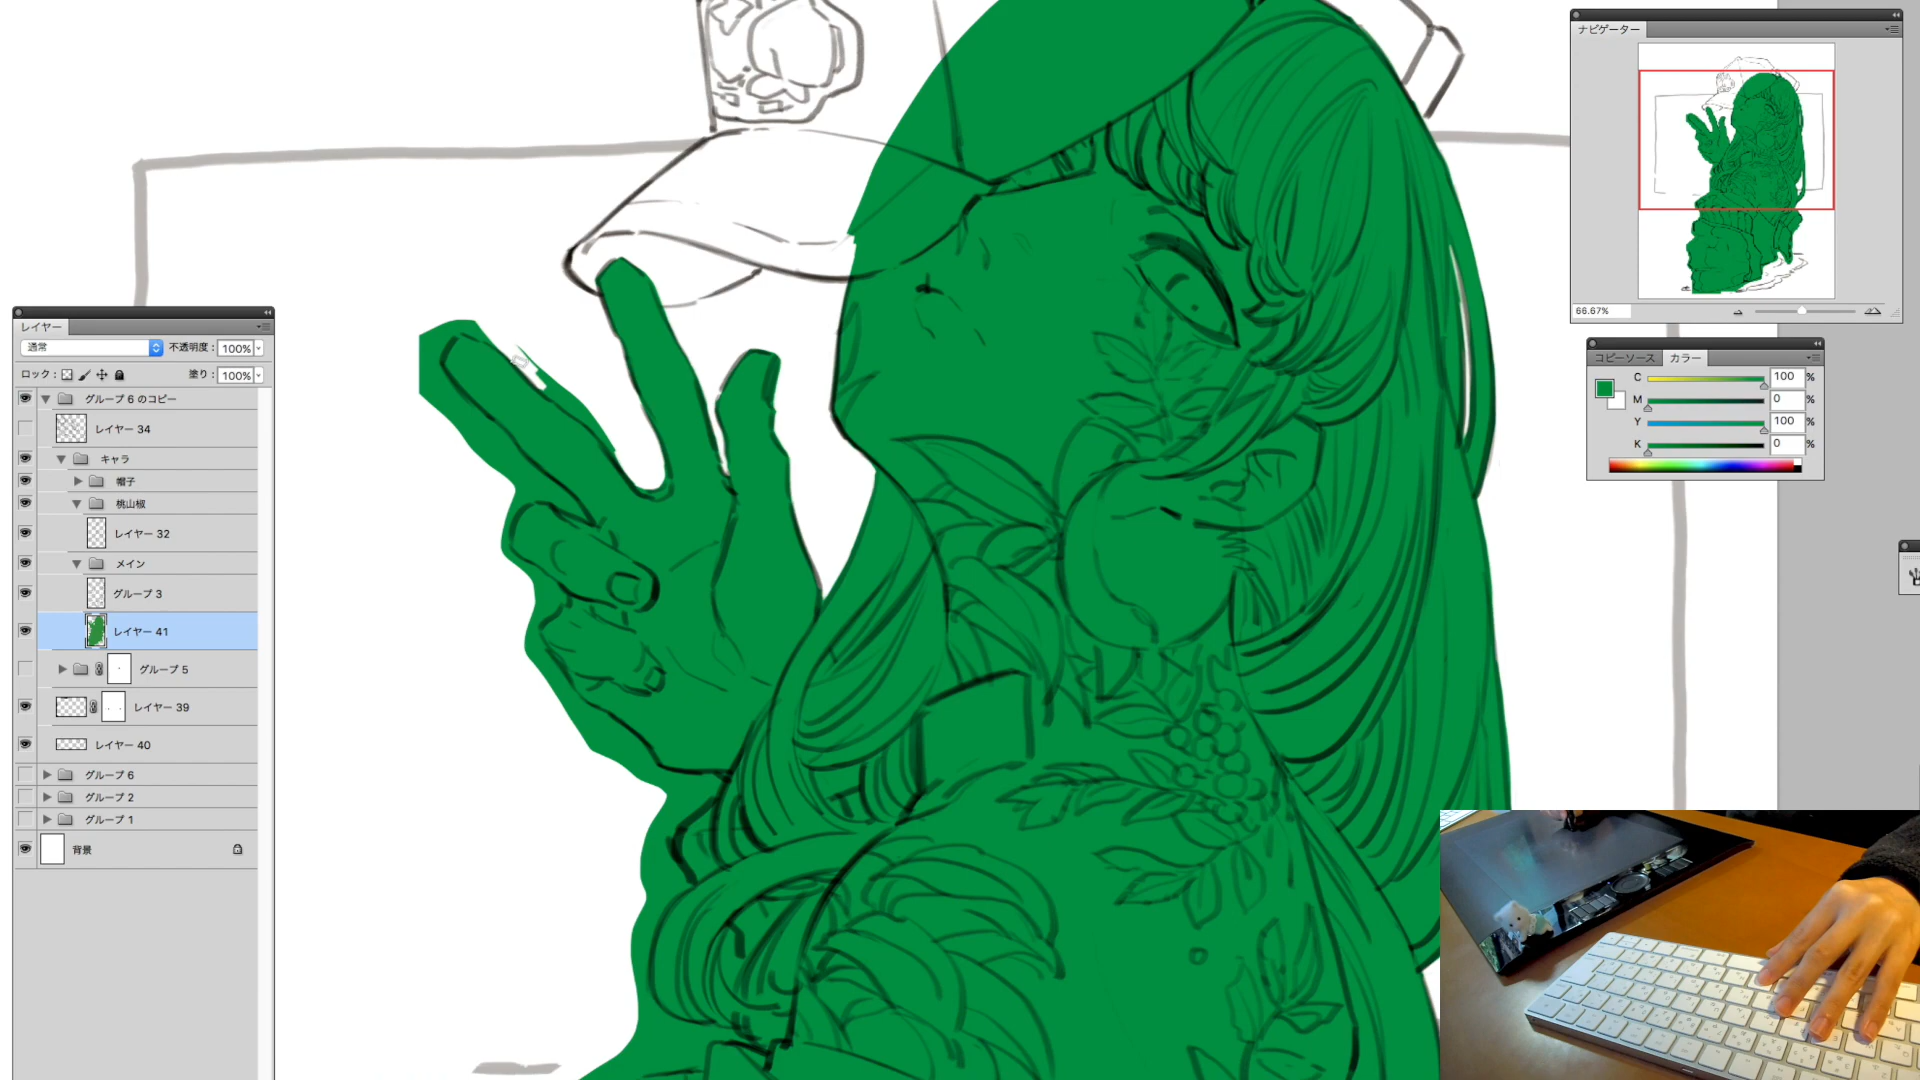 ナビゲーター
66.67%
コピーソース カラー
C 100 %
M 0 %
Y 100 %
K 0 %
レイヤー
通常 不透明度： 100%
ロック： 塗り： 100%
グループ 6 のコピー
レイヤー 34
キャラ
帽子
桃山椒
レイヤー 32
メイン
グループ 3
レイヤー 41
グループ 5
レイヤー 39
レイヤー 40
グループ 6
グループ 2
グループ 1
背景